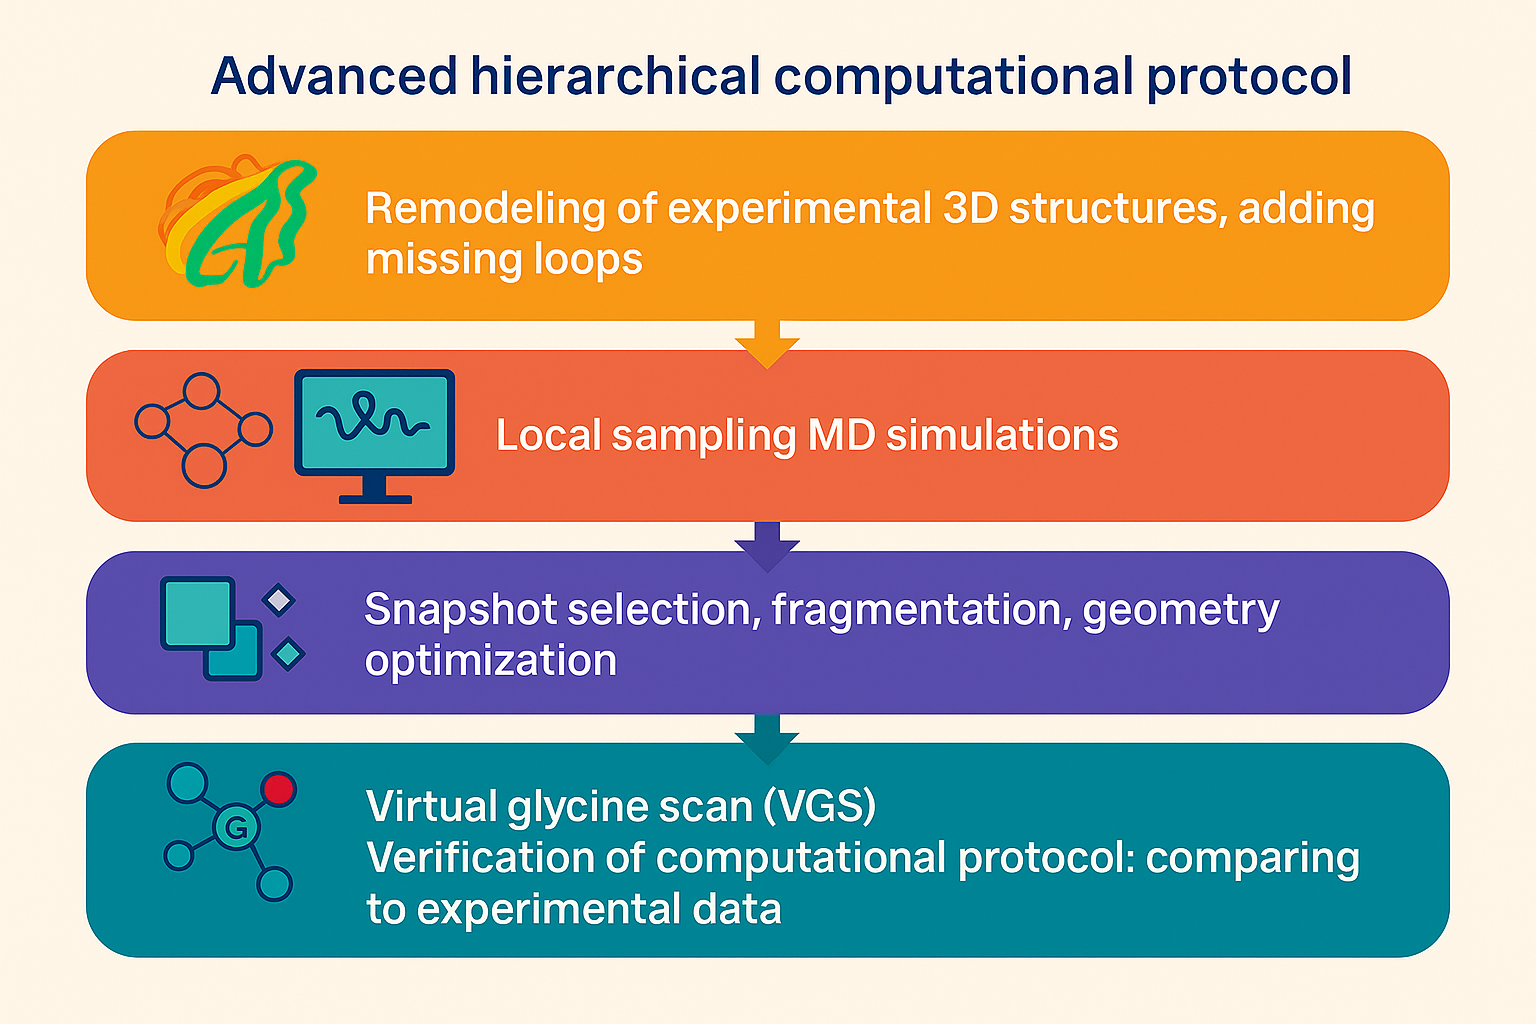 Advanced hierarchical computational protocol
Remodeling of experimental 3D structures, adding
missing loops
Local sampling MD simulations
Snapshot selection, fragmentation, geometry
optimization
G
Virtual glycine scan (VGS)
Verification of computational protocol: comparing
to experimental data